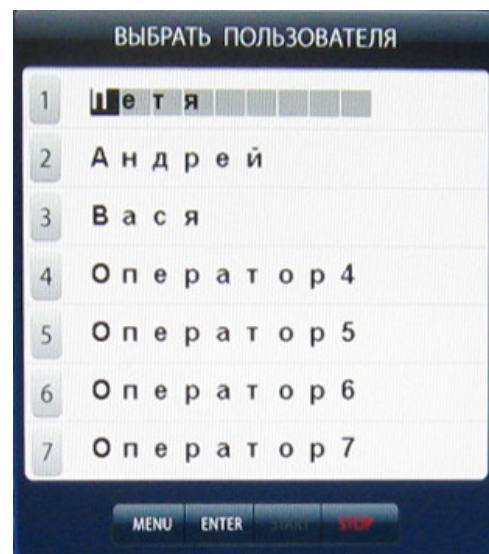 ВЫБРАТЬ ПОЛЬЗОВАТЕЛЯ
1 Петя
2 Андрей
3 Вася
4 Оператор4
5 Оператор5
6 Оператор6
7 Оператор7
MENU ENTER START STOP